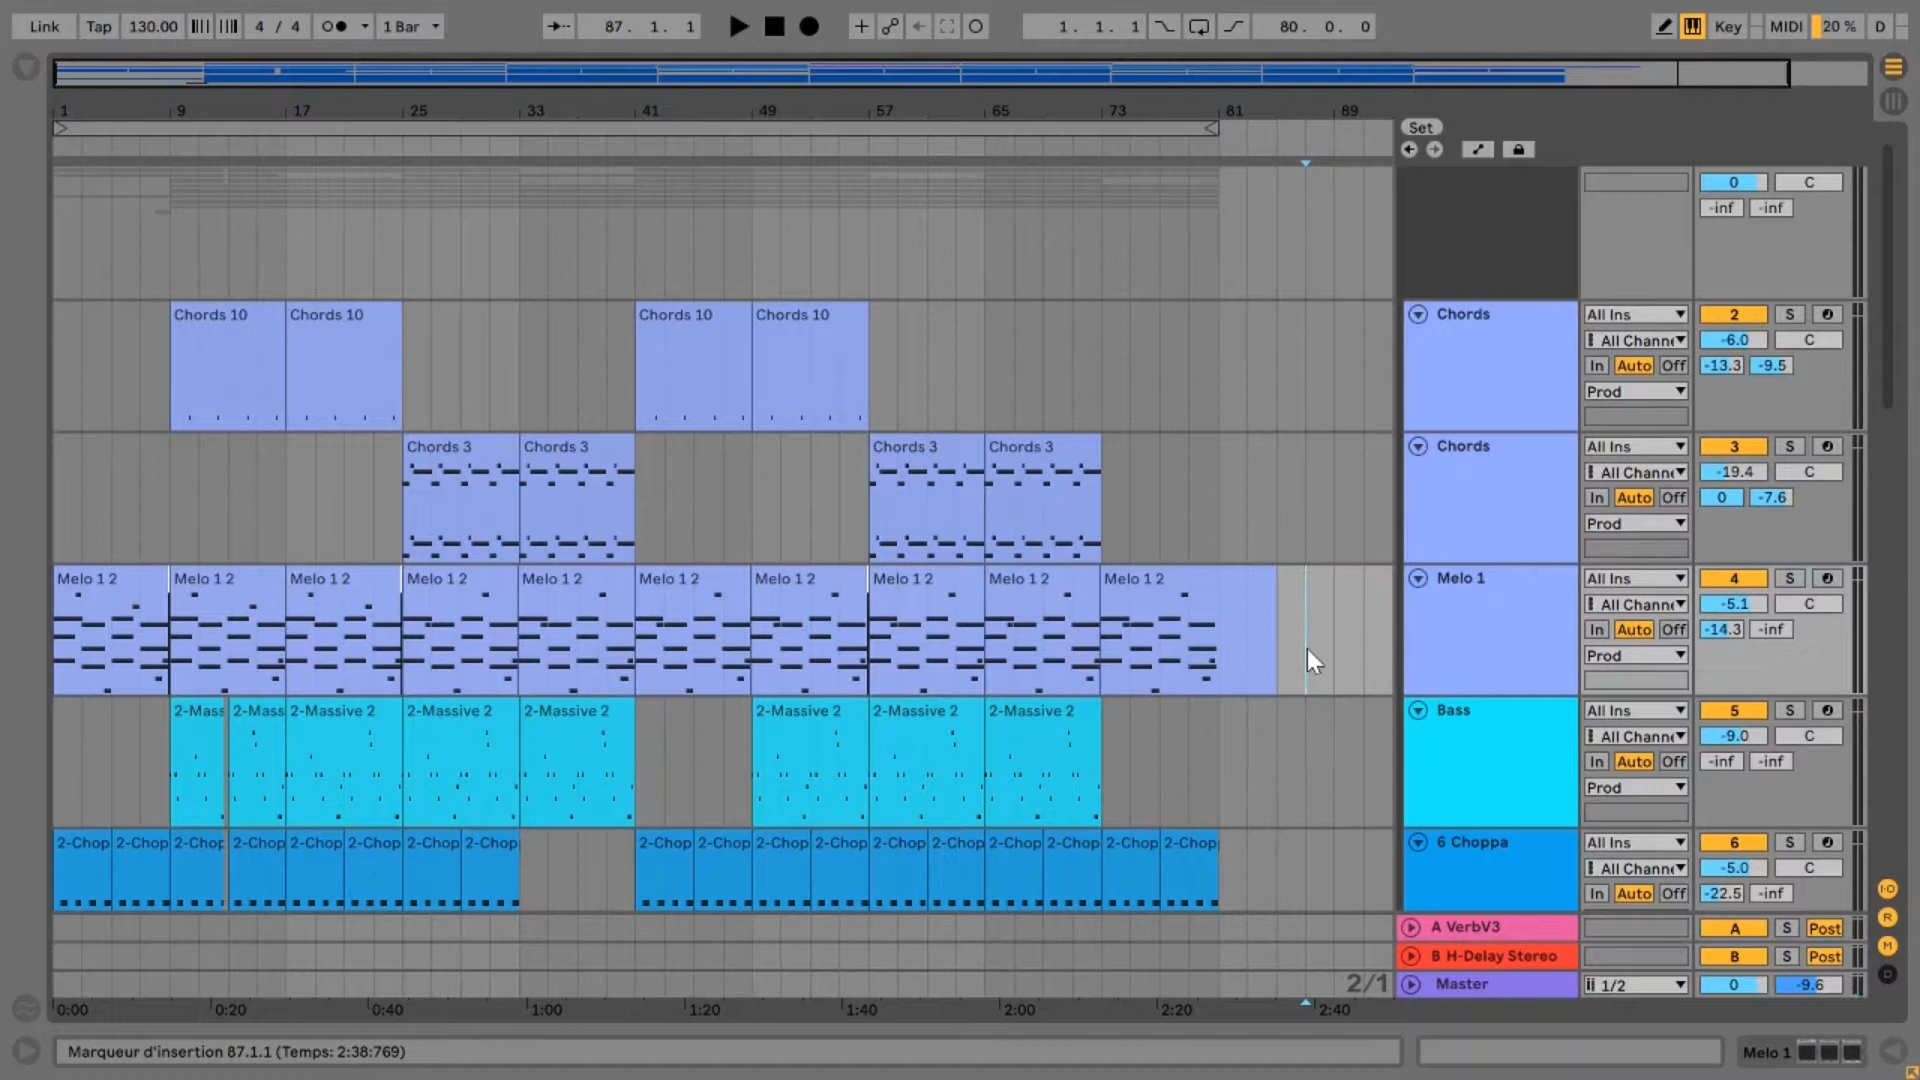 Link Tap 130.00 4 / 4 1 Bar 87. 1. 1 1. 1. 1 80. 0. 0 Key MIDI 20 % D
1 9 17 25 33 41 49 57 65 73 81 89
Set
0 C
-inf -inf
Chords 10 Chords 10 Chords 10 Chords 10 Chords All Ins 2 S
All Channe -6.0 C
In Auto Off -13.3 -9.5
Prod
Chords 3 Chords 3 Chords 3 Chords 3 Chords All Ins 3 S
All Channe -19.4 C
In Auto Off 0 -7.6
Prod
Melo 1 2 Melo 1 2 Melo 1 2 Melo 1 2 Melo 1 2 Melo 1 2 Melo 1 2 Melo 1 2 Melo 1 2 Melo 1 2 Melo 1 All Ins 4 S
All Channe -5.1 C
In Auto Off -14.3 -inf
Prod
2-Mass 2-Mass 2-Massive 2 2-Massive 2 2-Massive 2 2-Massive 2 2-Massive 2 2-Massive 2 Bass All Ins 5 S
All Channe -9.0 C
In Auto Off -inf -inf
Prod
2-Chop 2-Chop 2-Chop 2-Chop 2-Chop 2-Chop 2-Chop 2-Chop 2-Chop 2-Chop 2-Chop 2-Chop 2-Chop 2-Chop 2-Chop 2-Chop 2-Chop 2-Chop 6 Choppa All Ins 6 S
All Channe -5.0 C
In Auto Off -22.5 -inf
A VerbV3 A S Post
B H-Delay Stereo B S Post
2/1 Master 1/2 0 -9.6
0:00 0:20 0:40 1:00 1:20 1:40 2:00 2:20 2:40
I·O
R
M
D
Marqueur d'insertion 87.1.1 (Temps: 2:38:769) Melo 1